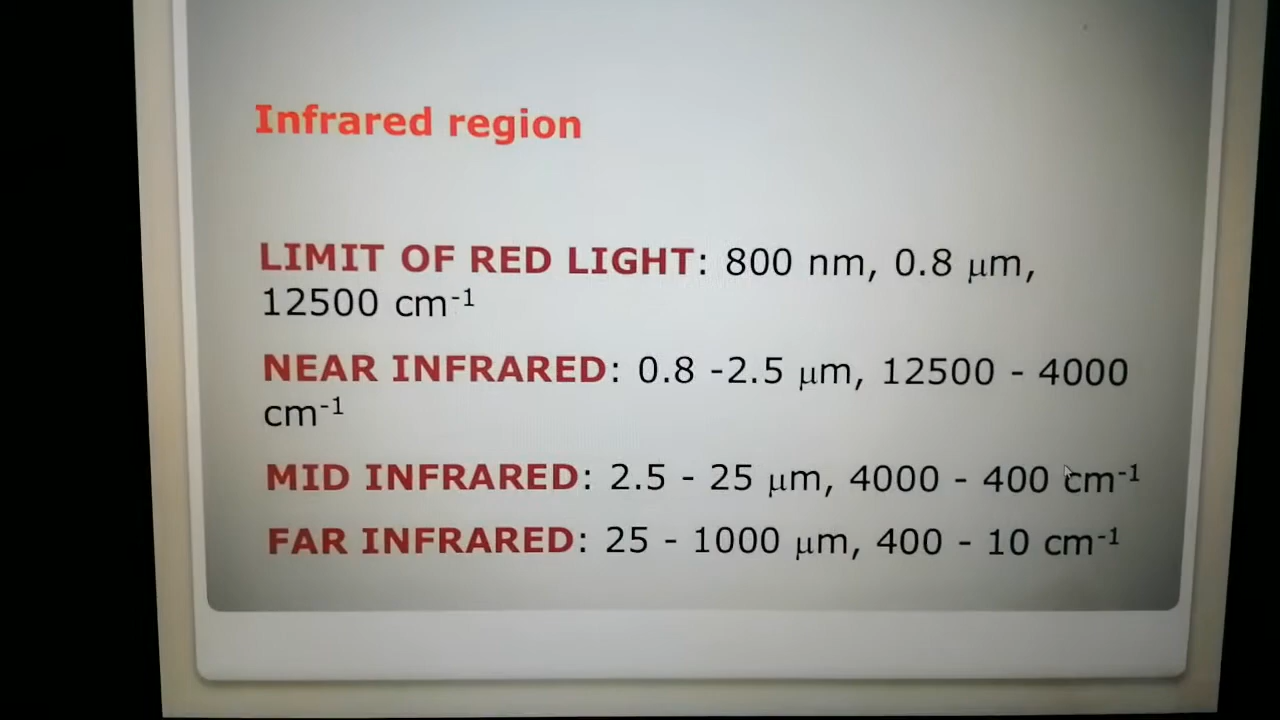 Infrared region
LIMIT OF RED LIGHT: 800 nm, 0.8 μm,
12500 cm⁻¹
NEAR INFRARED: 0.8 -2.5 μm, 12500 - 4000
cm⁻¹
MID INFRARED: 2.5 - 25 μm, 4000 - 400 cm⁻¹
FAR INFRARED: 25 - 1000 μm, 400 - 10 cm⁻¹